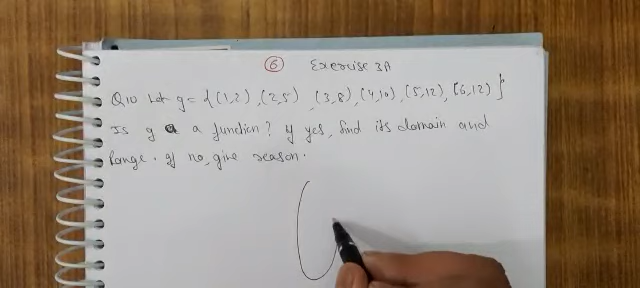 6 Exercise 3A
Q10 Let g = { (1,2), (2,5), (3,8), (4,10), (5,12), (6,12) }
Is g a function? If yes, find its domain and
Range. If no, give reason.